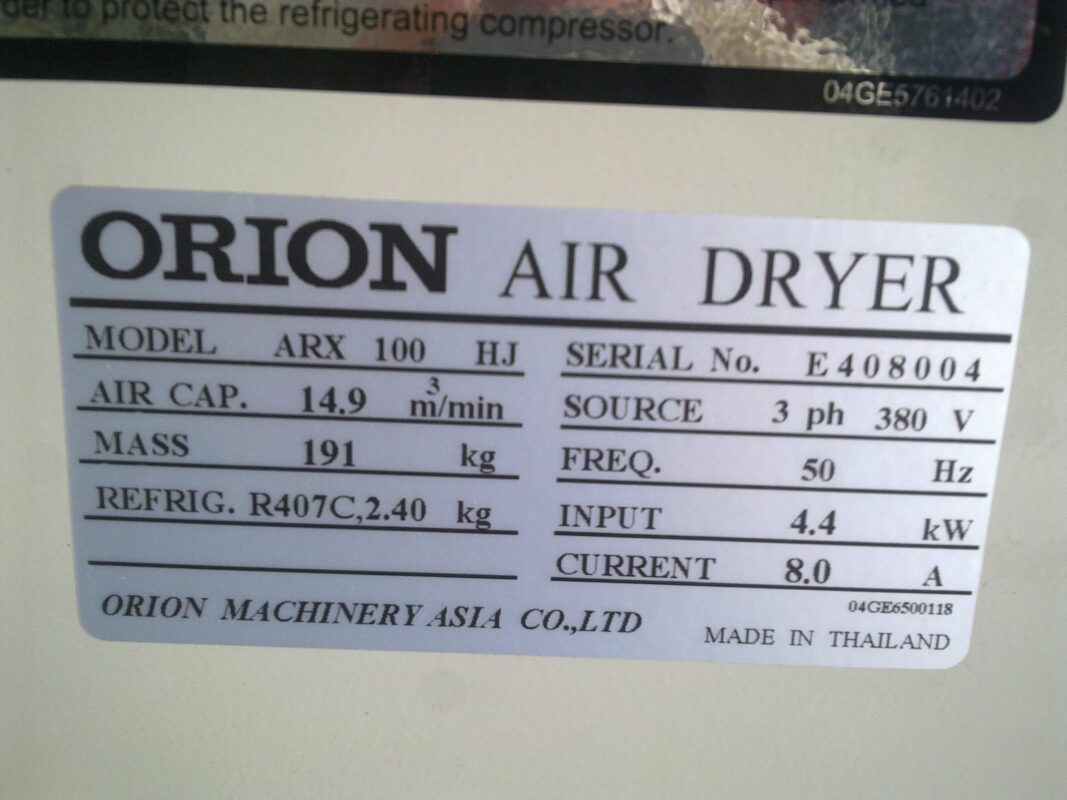 to protect the refrigerating compressor.
04GE5761402
ORION AIR DRYER
MODEL ARX 100 HJ
AIR CAP. 14.9 m³/min
MASS 191 kg
REFRIG. R407C,2.40 kg
SERIAL No. E408004
SOURCE 3 ph 380 V
FREQ. 50 Hz
INPUT 4.4 kW
CURRENT 8.0 A
04GE6500118
ORION MACHINERY ASIA CO.,LTD
MADE IN THAILAND